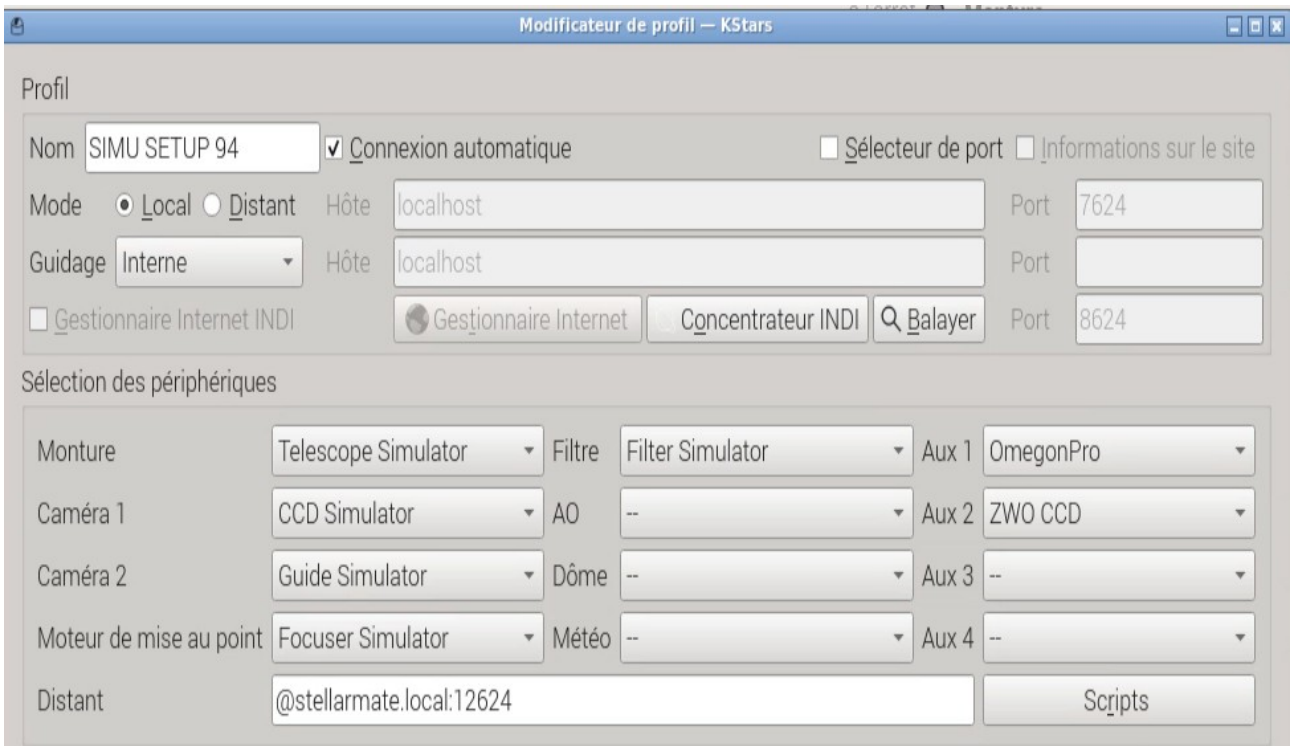 Modificateur de profil — KStars
Profil
Nom SIMU SETUP 94 Connexion automatique Sélecteur de port Informations sur le site
Mode Local Distant Hôte localhost Port 7624
Guidage Interne Hôte localhost Port
Gestionnaire Internet INDI Gestionnaire Internet Concentrateur INDI Balayer Port 8624
Sélection des périphériques
Monture Telescope Simulator Filtre Filter Simulator Aux 1 OmegonPro
Caméra 1 CCD Simulator AO -- Aux 2 ZWO CCD
Caméra 2 Guide Simulator Dôme -- Aux 3 --
Moteur de mise au point Focuser Simulator Météo -- Aux 4 --
Distant @stellarmate.local:12624 Scripts